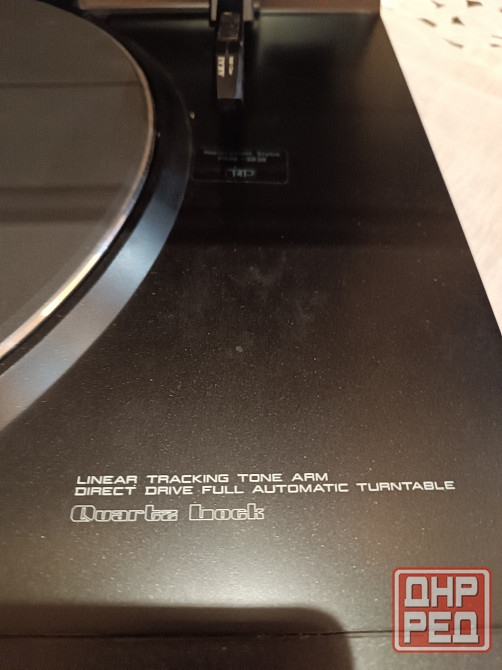 LINEAR TRACKING TONE ARM
DIRECT DRIVE FULL AUTOMATIC TURNTABLE
Quartz Lock
ДНР
РЕД